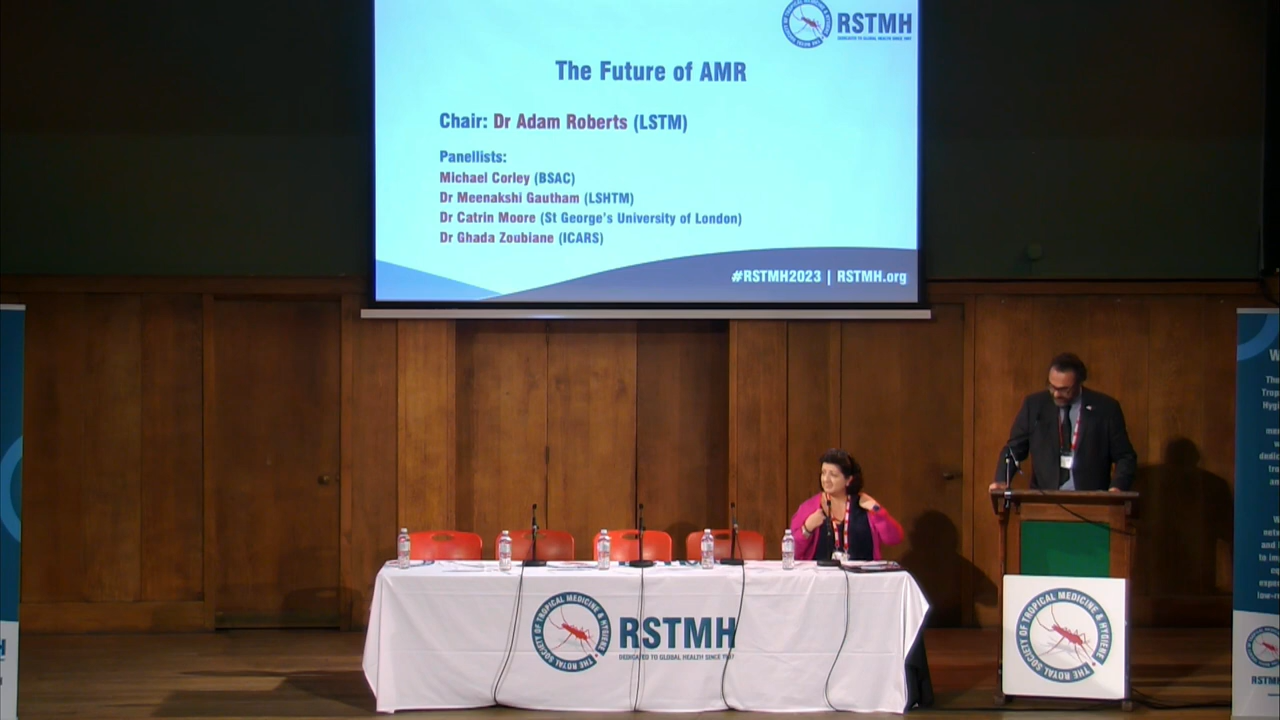 RSTMH
DEDICATED TO GLOBAL HEALTH SINCE 1907
The Future of AMR
Chair: Dr Adam Roberts (LSTM)
Panellists:
Michael Corley (BSAC)
Dr Meenakshi Gautham (LSHTM)
Dr Catrin Moore (St George's University of London)
Dr Ghada Zoubiane (ICARS)
#RSTMH2023 | RSTMH.org
THE ROYAL SOCIETY OF TROPICAL MEDICINE & HYGIENE
RSTMH
DEDICATED TO GLOBAL HEALTH SINCE 1907
THE ROYAL SOCIETY OF TROPICAL MEDICINE & HYGIENE